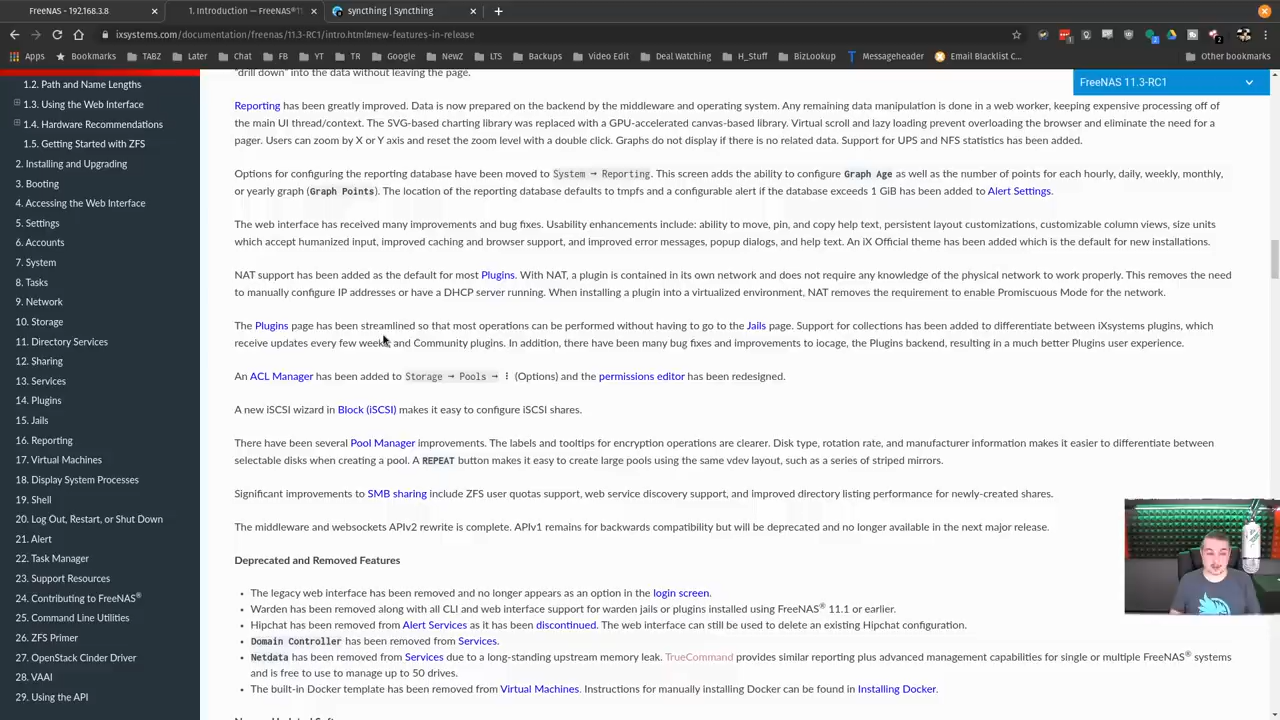 FreeNAS - 192.168.3.8
1. Introduction — FreeNAS®1
syncthing | Syncthing
ixsystems.com/documentation/freenas/11.3-RC1/intro.html#new-features-in-release
Apps
Bookmarks
TABZ
Later
Chat
FB
NY
TR
Google
NewZ
LTS
Backups
Video Edit
Deal Watching
H_Stuff
BizLookup
Messageheader
Email Blacklist C...
Other bookmarks
FreeNAS 11.3-RC1
1.2. Path and Name Lengths
1.3. Using the Web Interface
1.4. Hardware Recommendations
1.5. Getting Started with ZFS
2. Installing and Upgrading
3. Booting
4. Accessing the Web Interface
5. Settings
6. Accounts
7. System
8. Tasks
9. Network
10. Storage
11. Directory Services
12. Sharing
13. Services
14. Plugins
15. Jails
16. Reporting
17. Virtual Machines
18. Display System Processes
19. Shell
20. Log Out, Restart, or Shut Down
21. Alert
22. Task Manager
23. Support Resources
24. Contributing to FreeNAS®
25. Command Line Utilities
26. ZFS Primer
27. OpenStack Cinder Driver
28. VAAI
29. Using the API
"drill down" into the data without leaving the page.
Reporting has been greatly improved. Data is now prepared on the backend by the middleware and operating system. Any remaining data manipulation is done in a web worker, keeping expensive processing off of
the main UI thread/context. The SVG-based charting library was replaced with a GPU-accelerated canvas-based library. Virtual scroll and lazy loading prevent overloading the browser and eliminate the need for a
pager. Users can zoom by X or Y axis and reset the zoom level with a double click. Graphs do not display if there is no related data. Support for UPS and NFS statistics has been added.
Options for configuring the reporting database have been moved to System → Reporting. This screen adds the ability to configure Graph Age as well as the number of points for each hourly, daily, weekly, monthly,
or yearly graph (Graph Points). The location of the reporting database defaults to tmpfs and a configurable alert if the database exceeds 1 GiB has been added to Alert Settings.
The web interface has received many improvements and bug fixes. Usability enhancements include: ability to move, pin, and copy help text, persistent layout customizations, customizable column views, size units
which accept humanized input, improved caching and browser support, and improved error messages, popup dialogs, and help text. An iX Official theme has been added which is the default for new installations.
NAT support has been added as the default for most Plugins. With NAT, a plugin is contained in its own network and does not require any knowledge of the physical network to work properly. This removes the need
to manually configure IP addresses or have a DHCP server running. When installing a plugin into a virtualized environment, NAT removes the requirement to enable Promiscuous Mode for the network.
The Plugins page has been streamlined so that most operations can be performed without having to go to the Jails page. Support for collections has been added to differentiate between iXsystems plugins, which
receive updates every few weeks, and Community plugins. In addition, there have been many bug fixes and improvements to iocage, the Plugins backend, resulting in a much better Plugins user experience.
An ACL Manager has been added to Storage → Pools → ⋮ (Options) and the permissions editor has been redesigned.
A new iSCSI wizard in Block (iSCSI) makes it easy to configure iSCSI shares.
There have been several Pool Manager improvements. The labels and tooltips for encryption operations are clearer. Disk type, rotation rate, and manufacturer information makes it easier to differentiate between
selectable disks when creating a pool. A REPEAT button makes it easy to create large pools using the same vdev layout, such as a series of striped mirrors.
Significant improvements to SMB sharing include ZFS user quotas support, web service discovery support, and improved directory listing performance for newly-created shares.
The middleware and websockets APIv2 rewrite is complete. APIv1 remains for backwards compatibility but will be deprecated and no longer available in the next major release.
Deprecated and Removed Features
• The legacy web interface has been removed and no longer appears as an option in the login screen.
• Warden has been removed along with all CLI and web interface support for warden jails or plugins installed using FreeNAS® 11.1 or earlier.
• Hipchat has been removed from Alert Services as it has been discontinued. The web interface can still be used to delete an existing Hipchat configuration.
• Domain Controller has been removed from Services.
• Netdata has been removed from Services due to a long-standing upstream memory leak. TrueCommand provides similar reporting plus advanced management capabilities for single or multiple FreeNAS® systems
and is free to use to manage up to 50 drives.
• The built-in Docker template has been removed from Virtual Machines. Instructions for manually installing Docker can be found in Installing Docker.